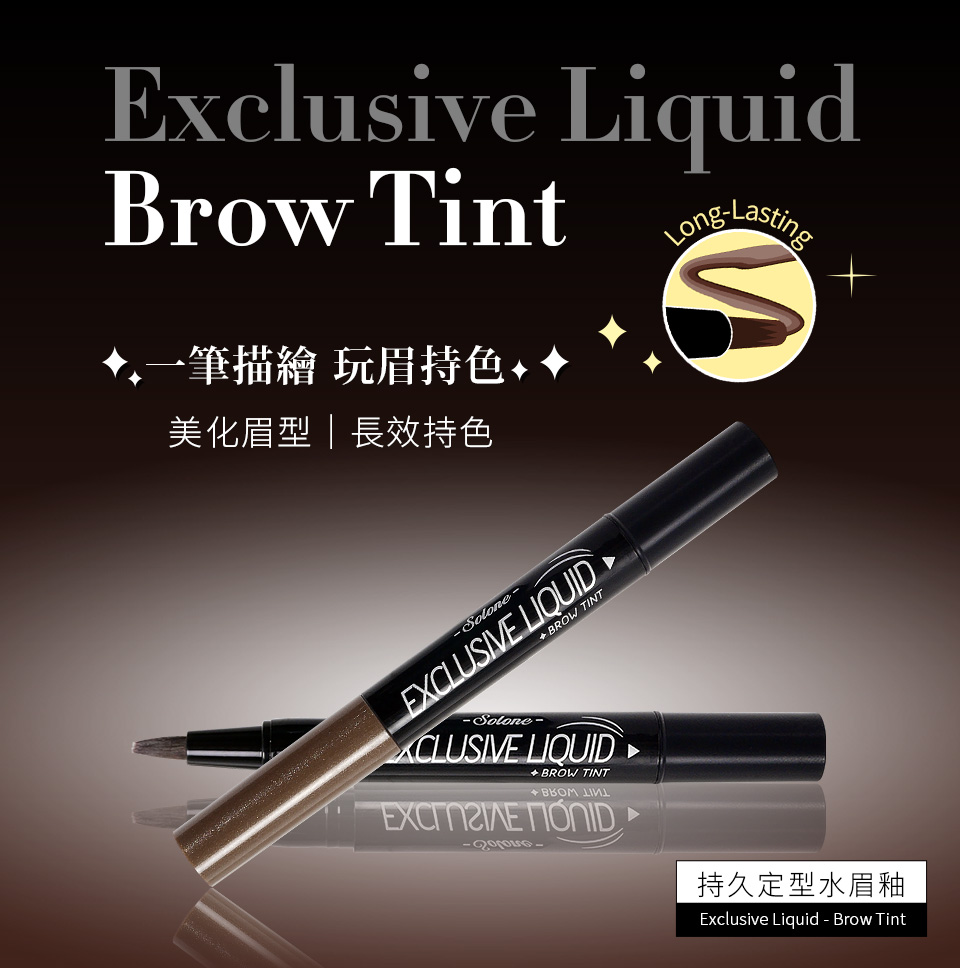 Exclusive Liquid
Brow Tint
Long-Lasting
一筆描繪 玩眉持色
美化眉型｜長效持色
- Solone -
EXCLUSIVE LIQUID
BROW TINT
- Solone -
XCLUSIVE LIQUID
BROW TINT
持久定型水眉釉
Exclusive Liquid - Brow Tint